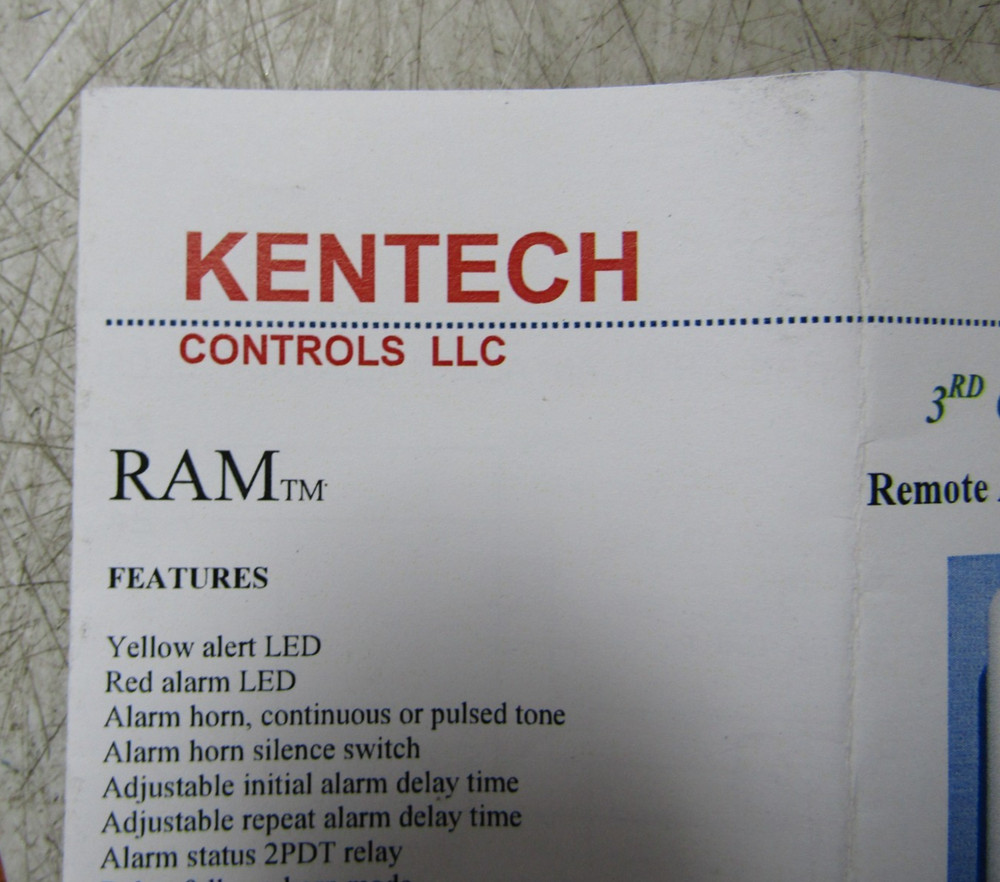 KENTECH
CONTROLS LLC
RAM™
FEATURES
Yellow alert LED
Red alarm LED
Alarm horn, continuous or pulsed tone
Alarm horn silence switch
Adjustable initial alarm delay time
Adjustable repeat alarm delay time
Alarm status 2PDT relay
3RD
Remote